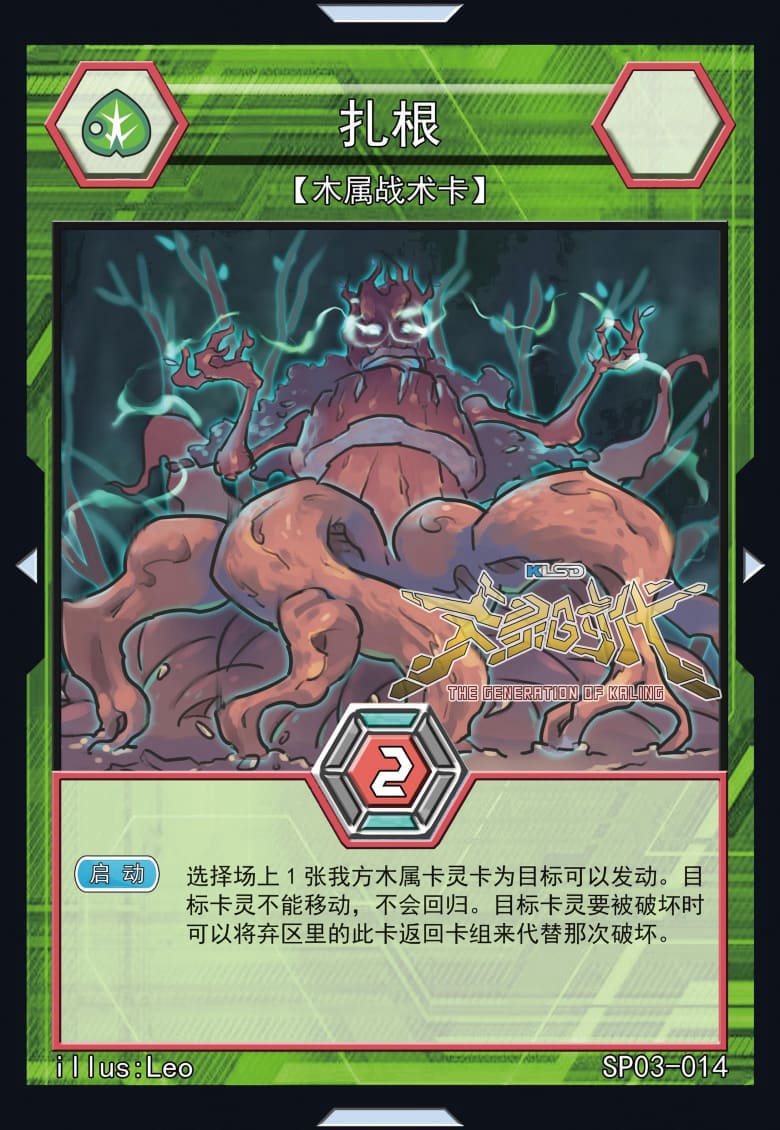 扎根
【木属战术卡】
KLSD
卡灵时代
THE GENERATION OF KALING
2
启动
选择场上1张我方木属卡灵卡为目标可以发动。目
标卡灵不能移动，不会回归。目标卡灵要被破坏时
可以将弃区里的此卡返回卡组来代替那次破坏。
illus:Leo
SP03-014